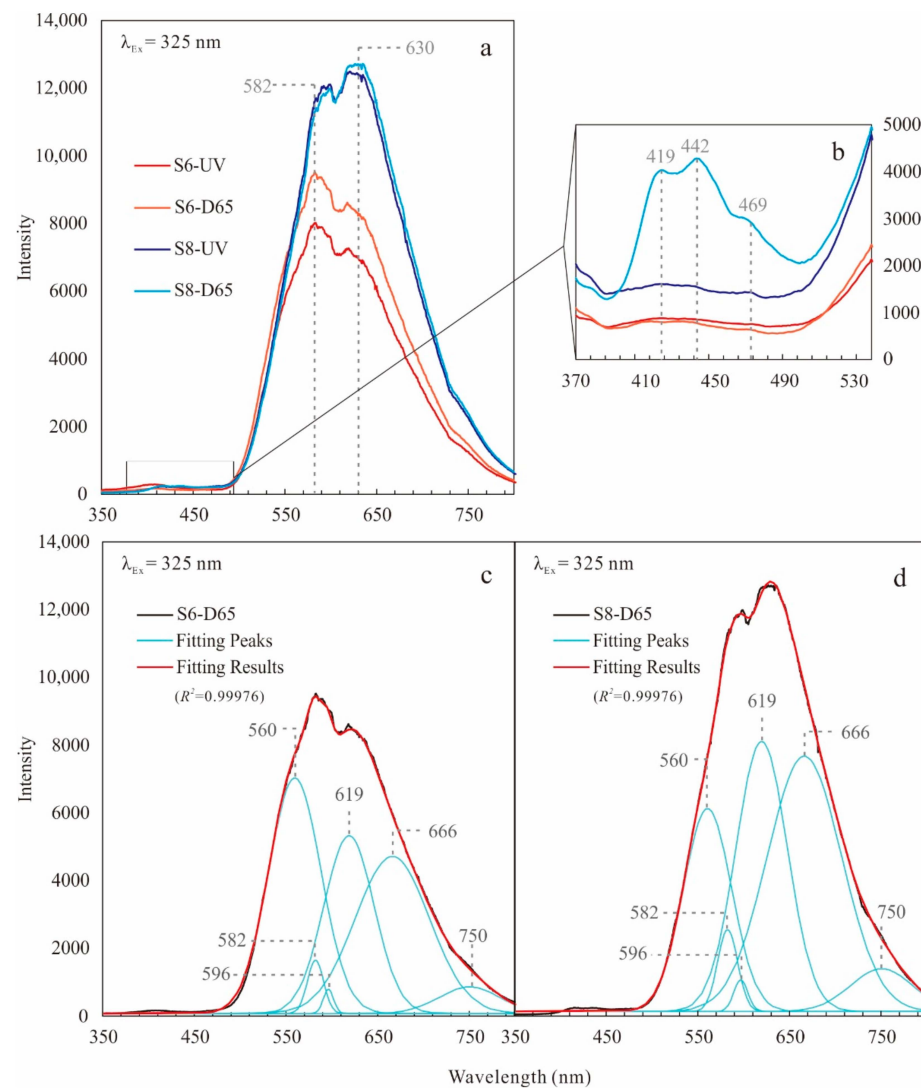 14,000
12,000
10,000
8000
6000
4000
2000
0
Intensity
λEx = 325 nm
a
630
582
S6-UV
S6-D65
S8-UV
S8-D65
350
450
550
650
750
b
419
442
469
5000
4000
3000
2000
1000
0
370
410
450
490
530
14,000
12,000
10,000
8000
6000
4000
2000
0
Intensity
λEx = 325 nm
c
S6-D65
Fitting Peaks
Fitting Results
(R²=0.99976)
560
619
666
582
596
750
350
450
550
650
750
λEx = 325 nm
d
S8-D65
Fitting Peaks
Fitting Results
(R²=0.99976)
619
666
560
582
596
750
350
450
550
650
750
Wavelength (nm)